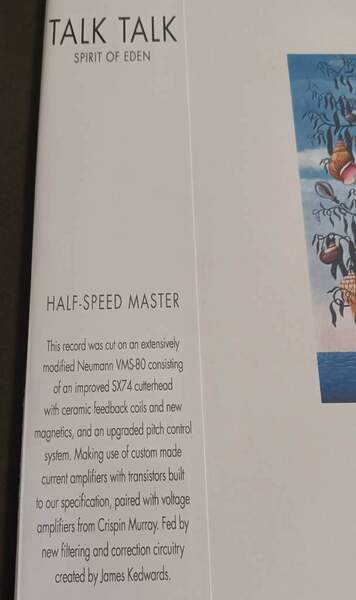 TALK TALK
SPIRIT OF EDEN
HALF-SPEED MASTER
This record was cut on an extensively
modified Neumann VMS-80 consisting
of an improved SX74 cutterhead
with ceramic feedback coils and new
magnetics, and an upgraded pitch control
system. Making use of custom made
current amplifiers with transistors built
to our specification, paired with voltage
amplifiers from Crispin Murray. Fed by
new filtering and correction circuitry
created by James Kedwards.